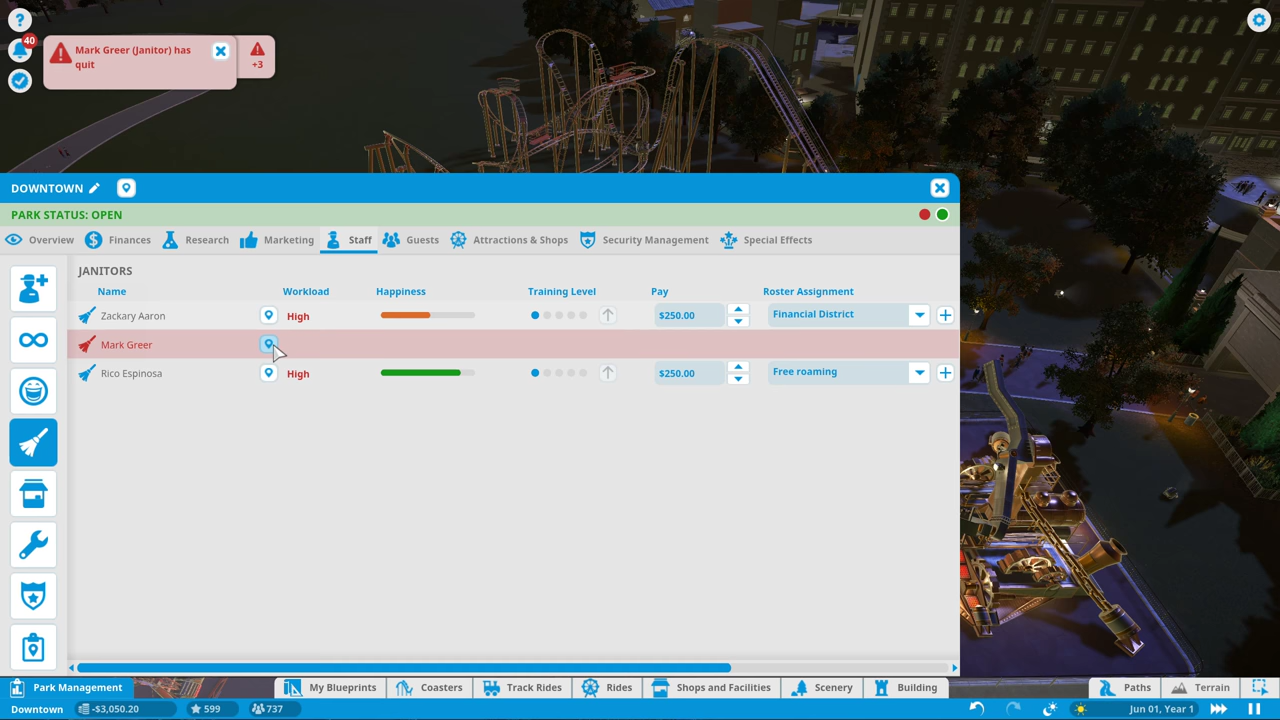 ?
40
Mark Greer (Janitor) has
quit
+3
DOWNTOWN
PARK STATUS: OPEN
Overview
Finances
Research
Marketing
Staff
Guests
Attractions & Shops
Security Management
Special Effects
JANITORS
Name
Workload
Happiness
Training Level
Pay
Roster Assignment
Zackary Aaron
High
$250.00
Financial District
Mark Greer
Rico Espinosa
High
$250.00
Free roaming
Park Management
My Blueprints
Coasters
Track Rides
Rides
Shops and Facilities
Scenery
Building
Paths
Terrain
Downtown
-$3,050.20
599
737
Jun 01, Year 1